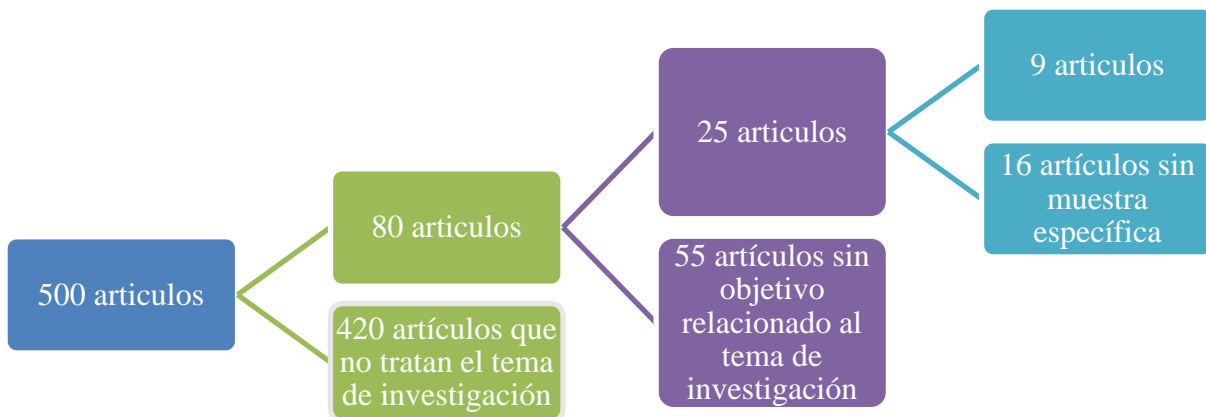 500 articulos
80 articulos
420 artículos que
no tratan el tema
de investigación
25 articulos
55 artículos sin
objetivo
relacionado al
tema de
investigación
9 articulos
16 artículos sin
muestra
específica